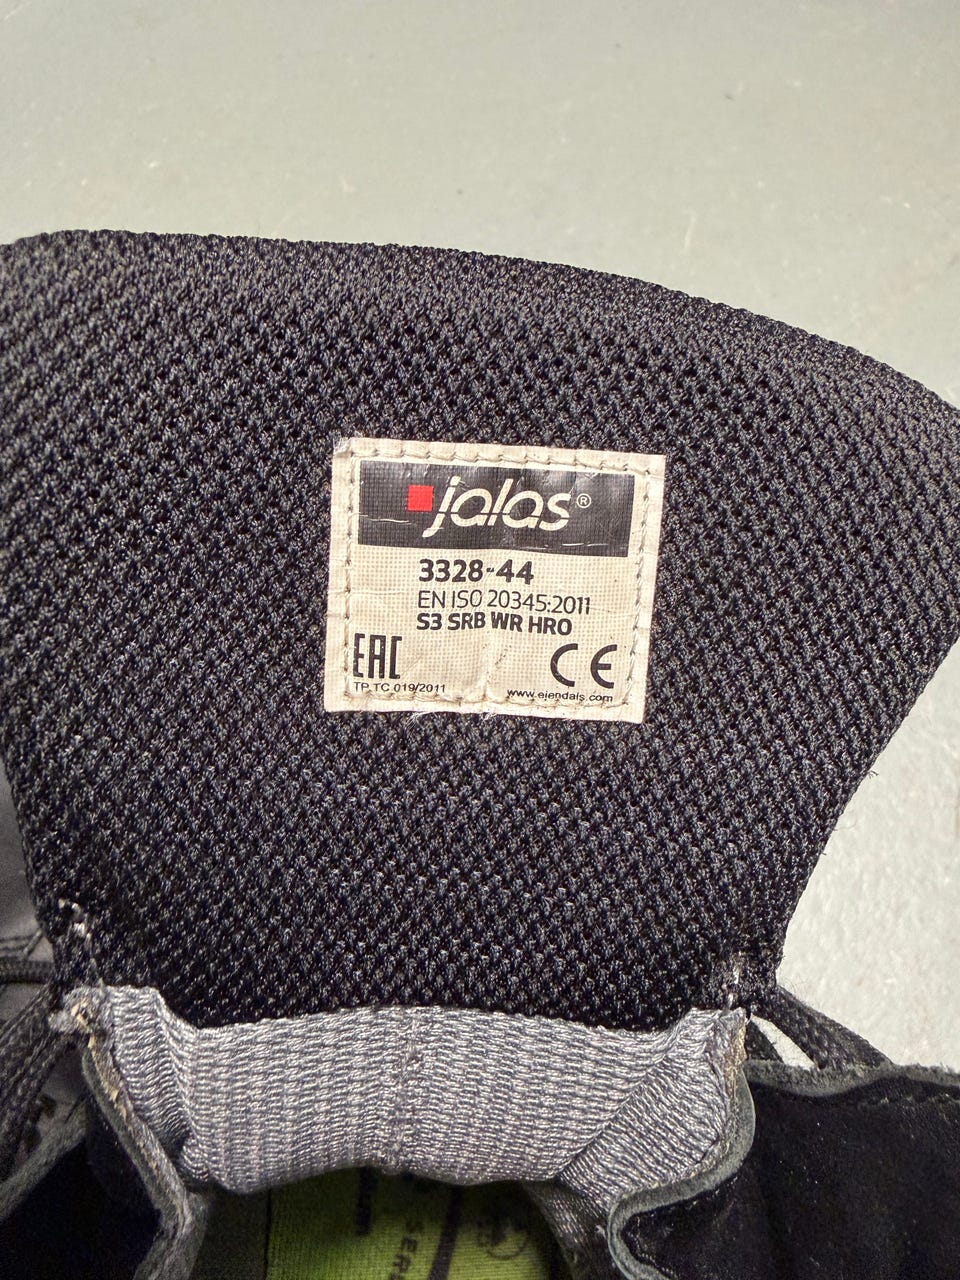 jalas®
3328-44
EN ISO 20345:2011
S3 SRB WR HRO
EAC
CE
TP TC 019/2011
www.ejendals.com